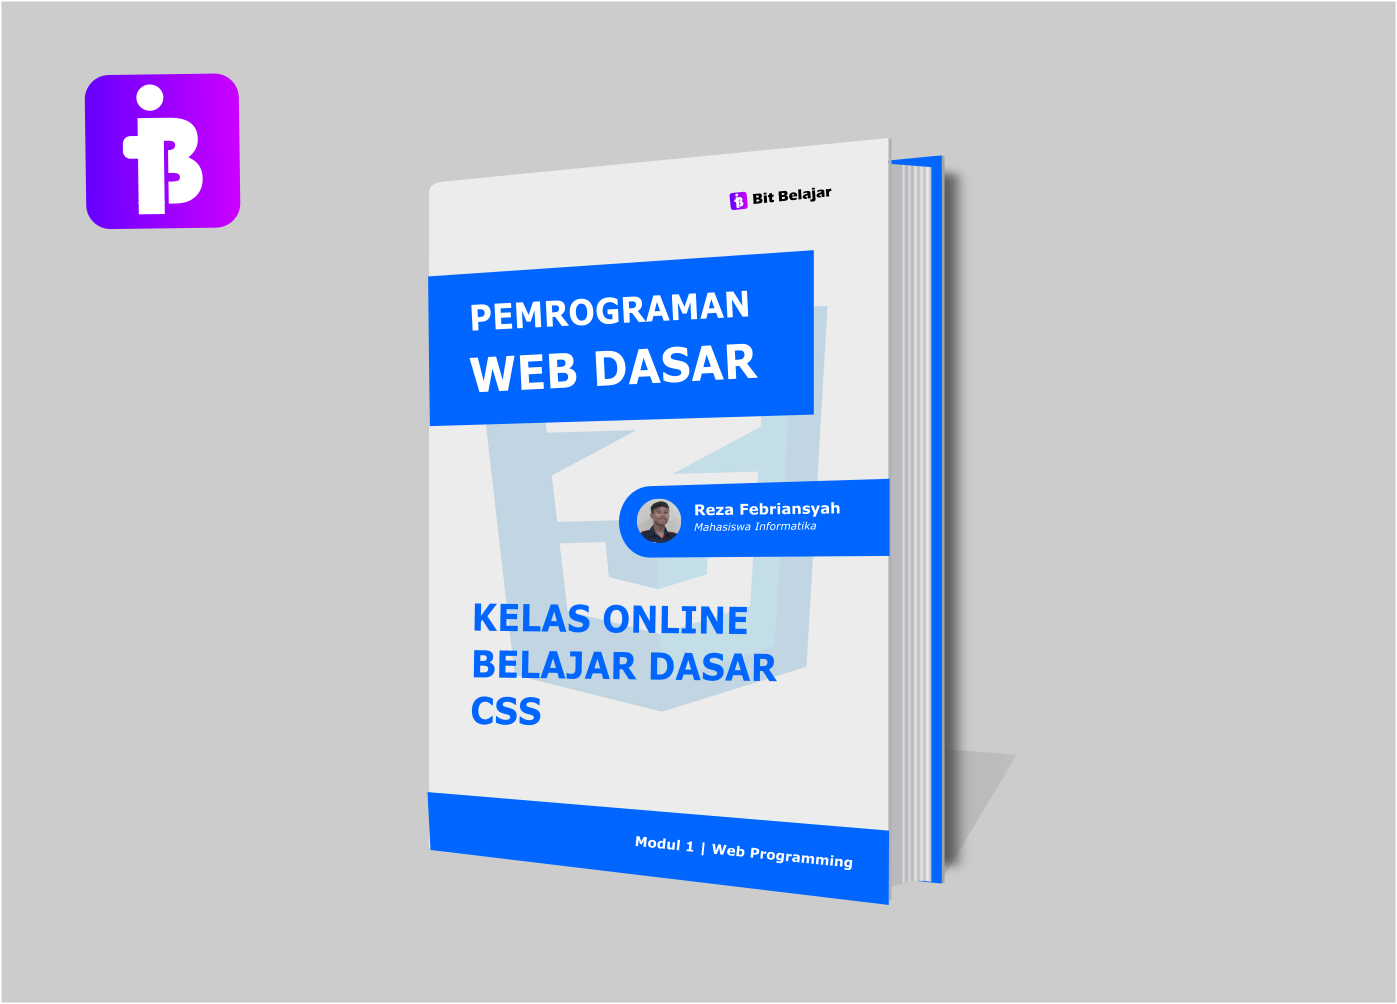 Bit Belajar
PEMROGRAMAN
WEB DASAR
Reza Febriansyah
Mahasiswa Informatika
KELAS ONLINE
BELAJAR DASAR
CSS
Modul 1 | Web Programming